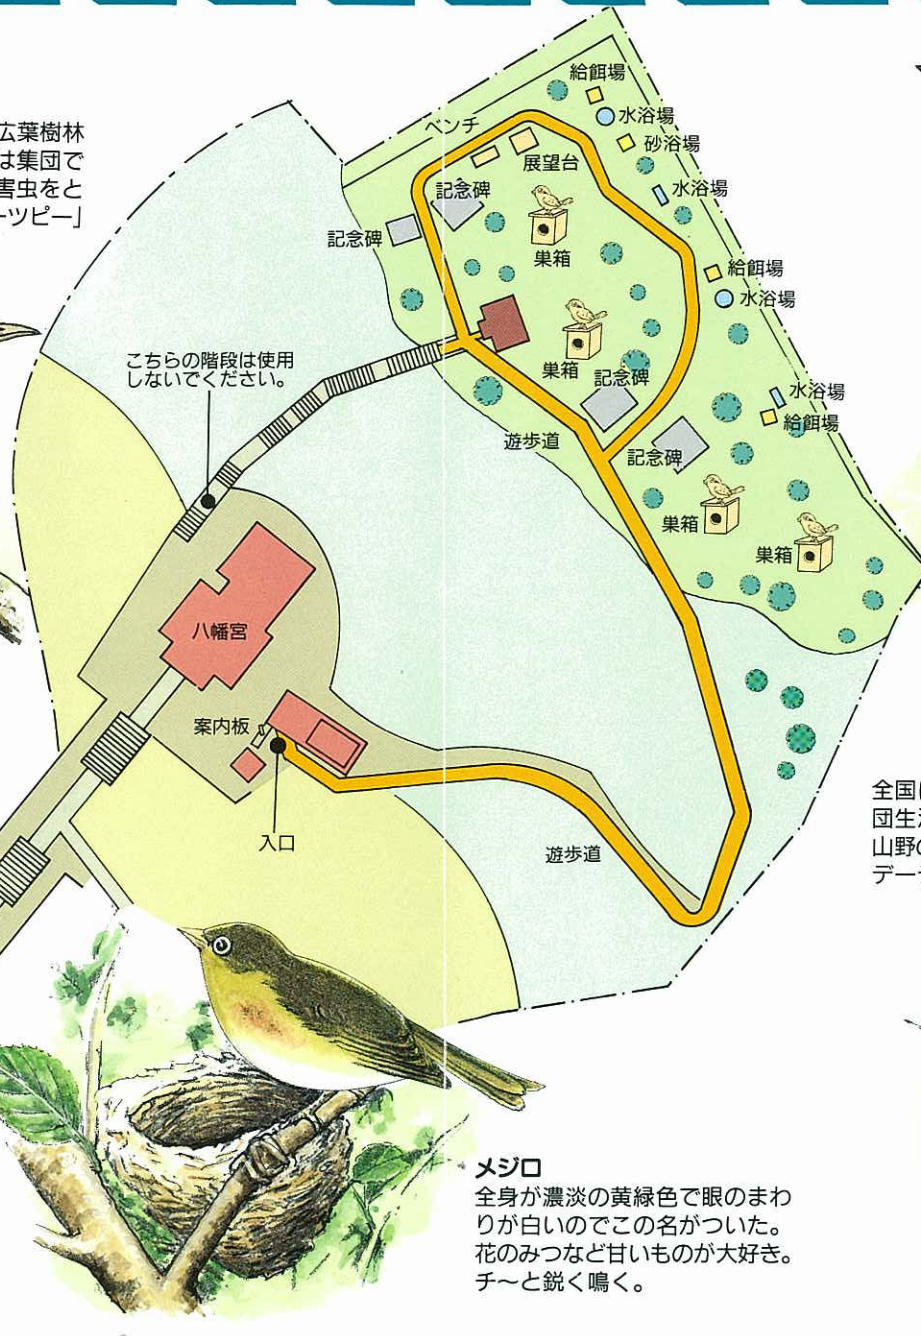 広葉樹林
は集団で
害虫をと
ーツピー」
給餌場
水浴場
ベンチ
砂浴場
展望台
水浴場
記念碑
記念碑
巣箱
給餌場
水浴場
こちらの階段は使用
しないでください。
巣箱
記念碑
水浴場
給餌場
遊歩道
記念碑
巣箱
巣箱
八幡宮
案内板
入口
遊歩道
全国
団生
山野の
デー
メジロ
全身が濃淡の黄緑色で眼のまわ
りが白いのでこの名がついた。
花のみつなど甘いものが大好き。
チ〜と鋭く鳴く。